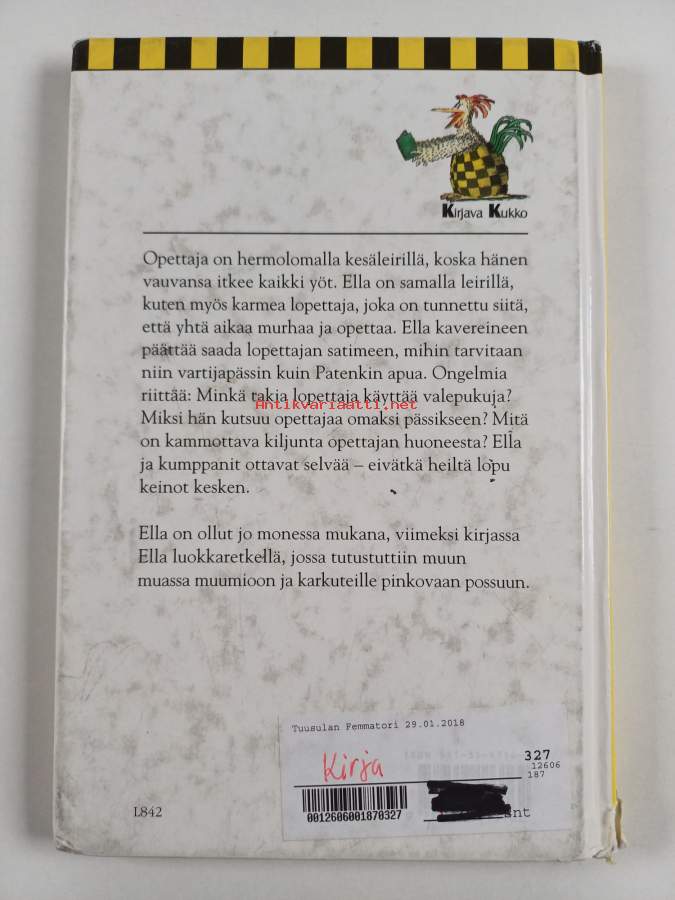 Kirjava Kukko
Opettaja on hermolomalla kesäleirillä, koska hänen
vauvansa itkee kaikki yöt. Ella on samalla leirillä,
kuten myös karmea lopettaja, joka on tunnettu siitä,
että yhtä aikaa murhaa ja opettaa. Ella kavereineen
päättää saada lopettajan satimeen, mihin tarvitaan
niin vartijapässin kuin Patenkin apua. Ongelmia
riittää: Minkä takia lopettaja käyttää valepukuja?
Antikvariaatti.net
Miksi hän kutsuu opettajaa omaksi pässikseen? Mitä
on kammottava kiljunta opettajan huoneesta? Ella
ja kumppanit ottavat selvää – eivätkä heiltä lopu
keinot kesken.
Ella on ollut jo monessa mukana, viimeksi kirjassa
Ella luokkaretkellä, jossa tutustuttiin muun
muassa muumioon ja karkuteille pinkovaan possuun.
Tuusulan Femmatori 29.01.2018
Kirja
327
12606
187
0012606001870327
snt
L842